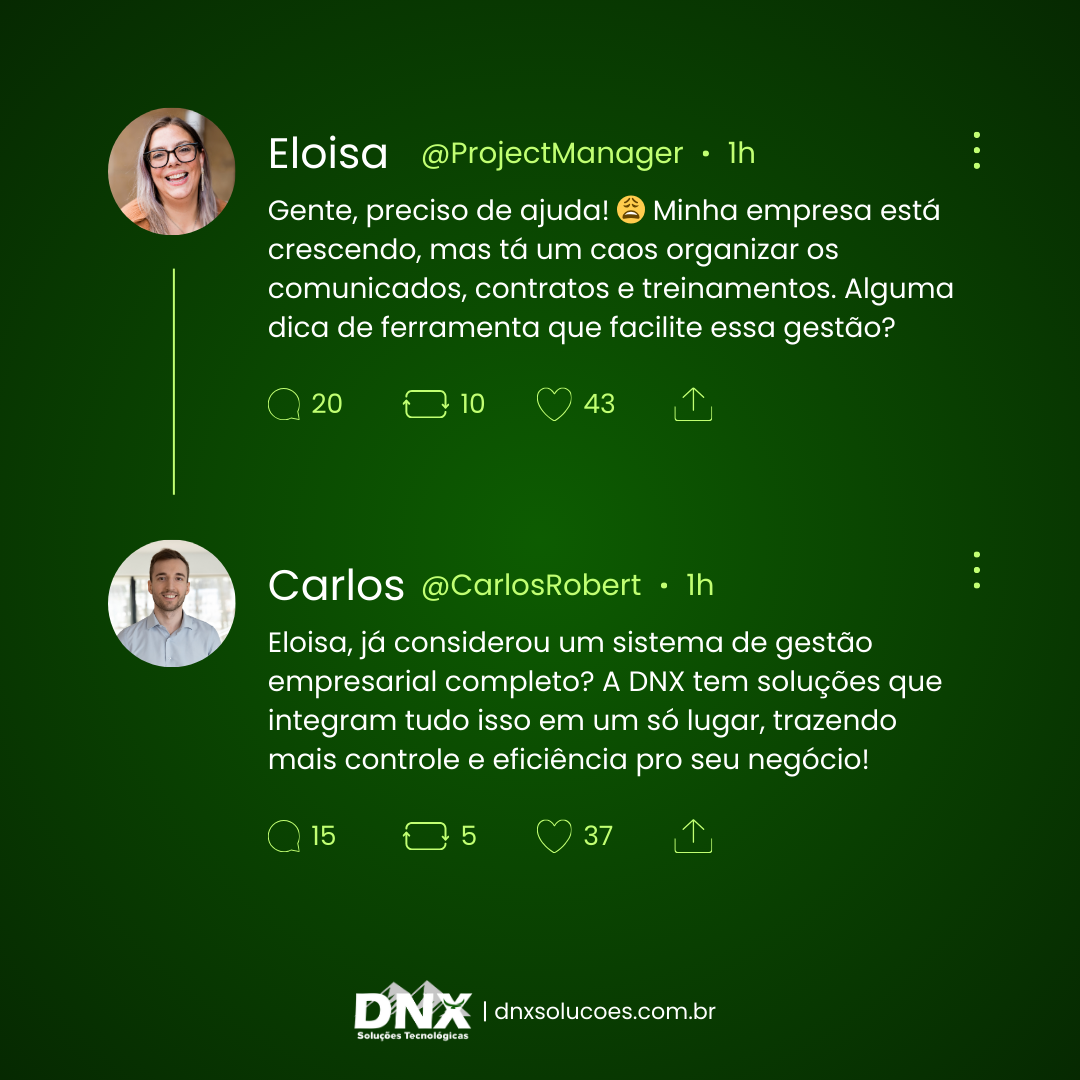 Eloisa @ProjectManager • 1h
Gente, preciso de ajuda! 😩 Minha empresa está
crescendo, mas tá um caos organizar os
comunicados, contratos e treinamentos. Alguma
dica de ferramenta que facilite essa gestão?
20 10 43
Carlos @CarlosRobert • 1h
Eloisa, já considerou um sistema de gestão
empresarial completo? A DNX tem soluções que
integram tudo isso em um só lugar, trazendo
mais controle e eficiência pro seu negócio!
15 5 37
DNX | dnxsolucoes.com.br
Soluções Tecnológicas